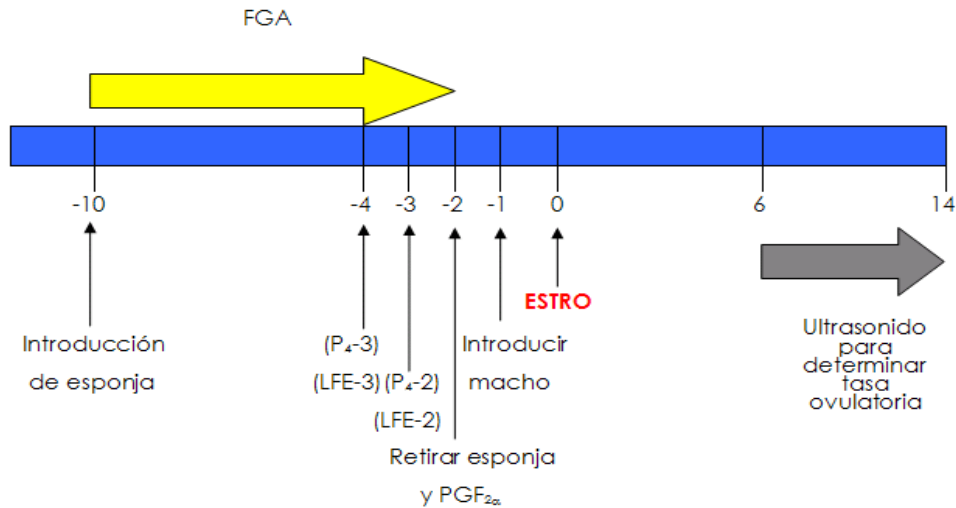 FGA
-10 -4 -3 -2 -1 0 6 14
ESTRO
Introducción
de esponja
(P₄-3)
(LFE-3)
(P₄-2)
(LFE-2)
Retirar esponja
y PGF₂α
Introducir
macho
Ultrasonido
para
determinar
tasa
ovulatoria